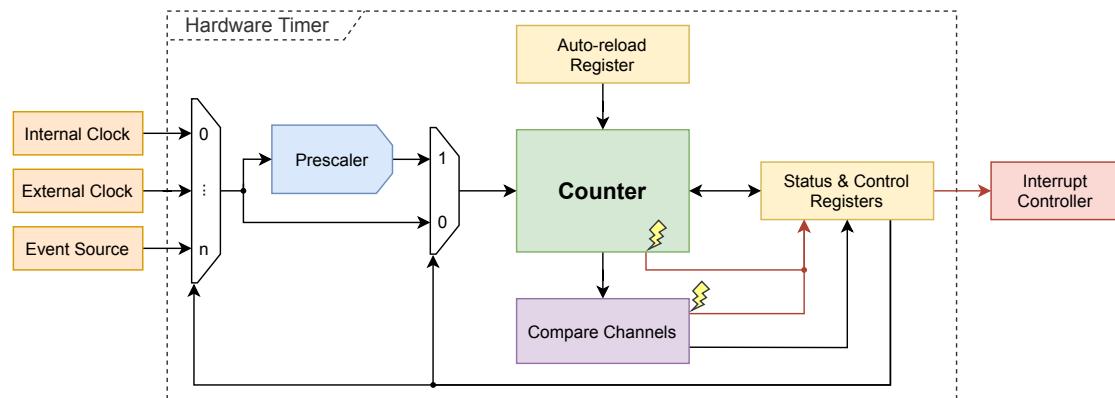 Hardware Timer
Auto-reload
Register
Internal Clock
0
External Clock
...
Event Source
n
Prescaler
1
0
Counter
Status & Control
Registers
Interrupt
Controller
Compare Channels